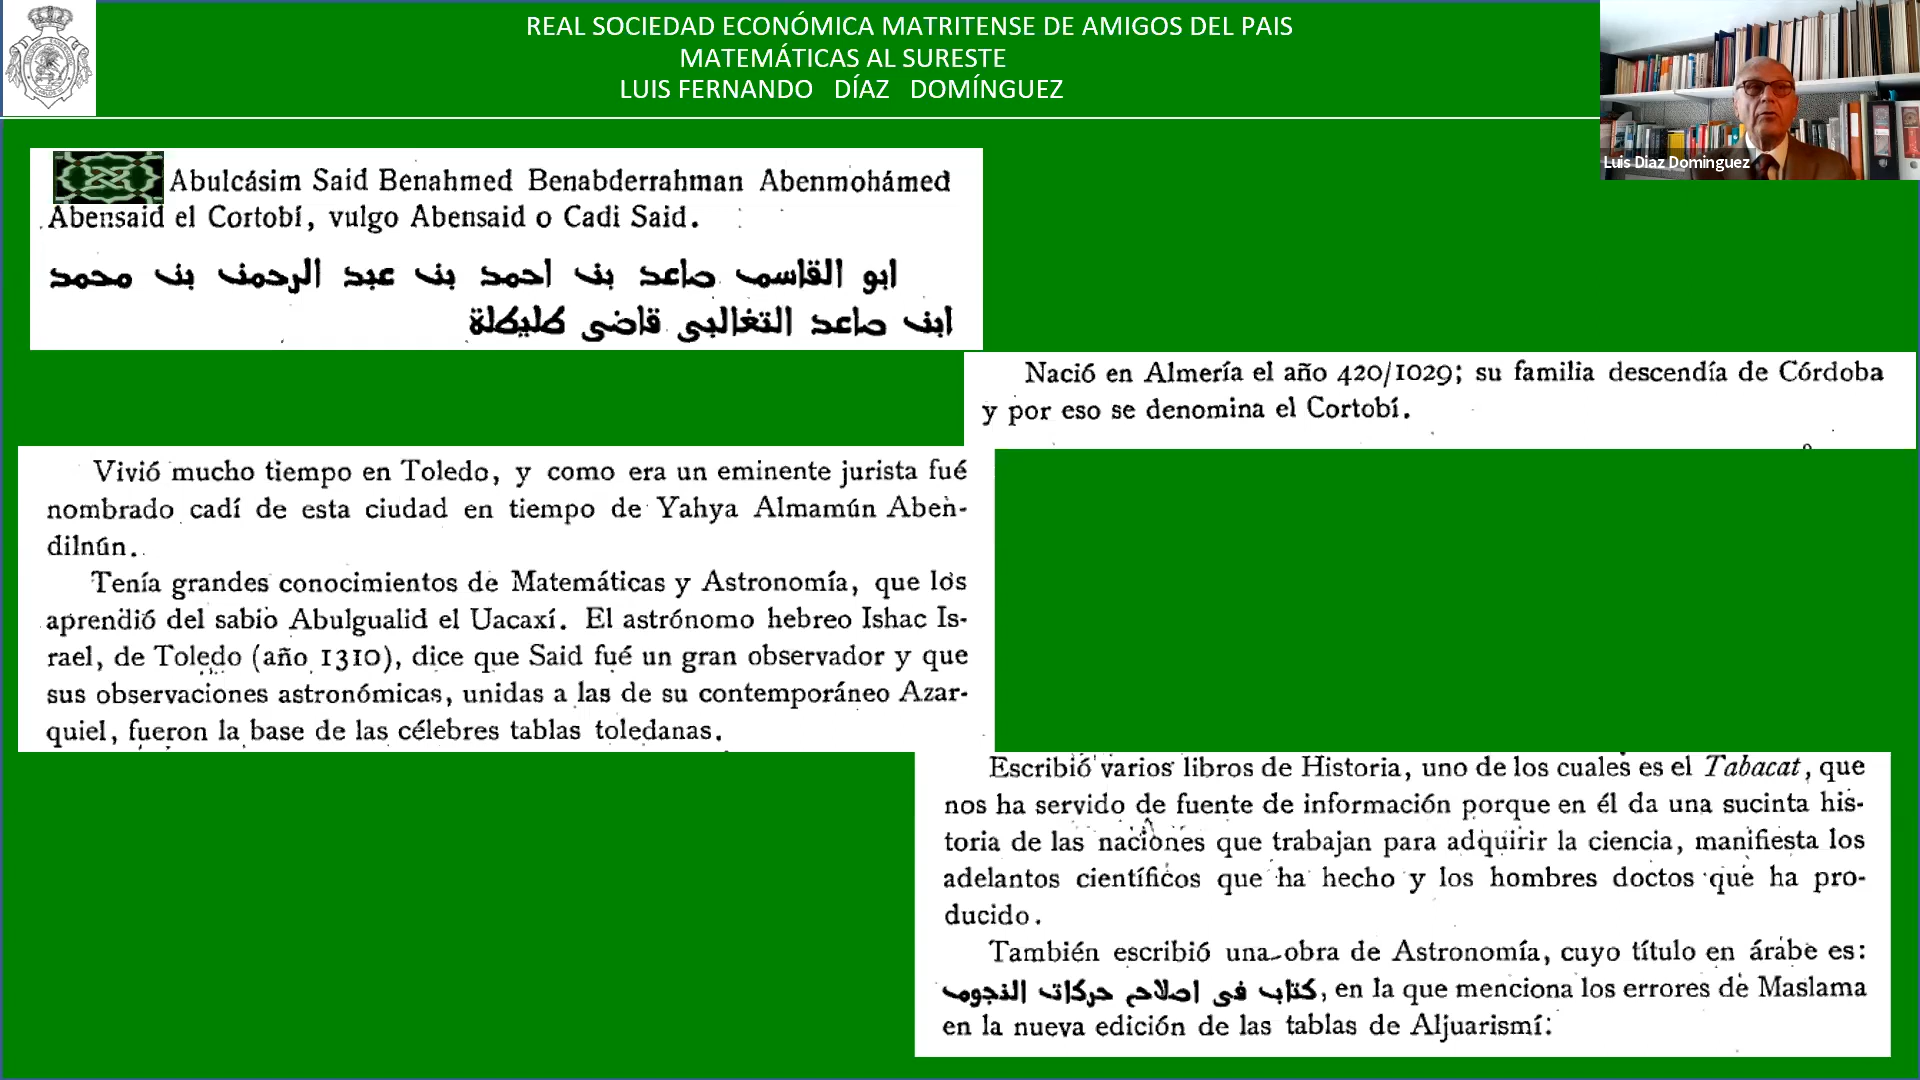 REAL SOCIEDAD ECONÓMICA MATRITENSE DE AMIGOS DEL PAIS
MATEMÁTICAS AL SURESTE
LUIS FERNANDO DÍAZ DOMÍNGUEZ
Luis Diaz Dominguez
Abulcásim Said Benahmed Benabderrahman Abenmohámed
Abensaid el Cortobí, vulgo Abensaid o Cadi Said.
ابو القاسم صاعد بن احمد بن عبد الرحمن بن محمد
ابن صاعد التغالبى قاضى طليطلة
Nació en Almería el año 420/1029; su familia descendía de Córdoba
y por eso se denomina el Cortobí.
Vivió mucho tiempo en Toledo, y como era un eminente jurista fué
nombrado cadí de esta ciudad en tiempo de Yahya Almamún Aben-
dilnún.
Tenía grandes conocimientos de Matemáticas y Astronomía, que los
aprendió del sabio Abulgualid el Uacaxí. El astrónomo hebreo Ishac Is-
rael, de Toledo (año 1310), dice que Said fué un gran observador y que
sus observaciones astronómicas, unidas a las de su contemporáneo Azar-
quiel, fueron la base de las célebres tablas toledanas.
Escribió varios libros de Historia, uno de los cuales es el Tabacat, que
nos ha servido de fuente de información porque en él da una sucinta his-
toria de las naciones que trabajan para adquirir la ciencia, manifiesta los
adelantos científicos que ha hecho y los hombres doctos que ha pro-
ducido.
También escribió una obra de Astronomía, cuyo título en árabe es:
كتاب فى اصلاح حركات النجوم, en la que menciona los errores de Maslama
en la nueva edición de las tablas de Aljuarismí: